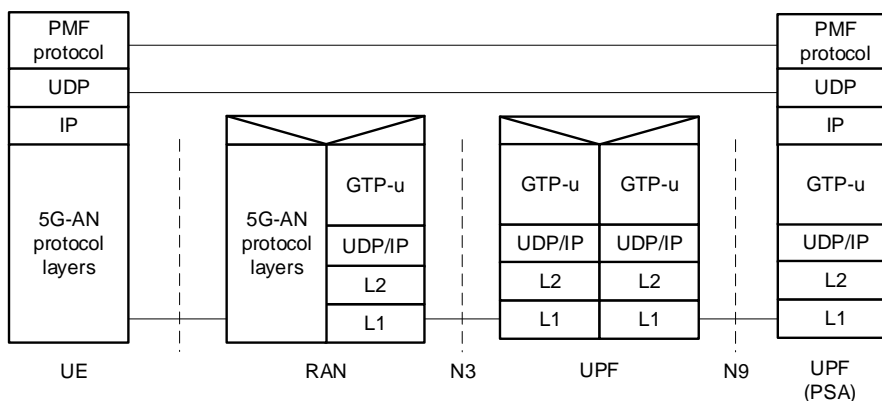 PMF
protocol
UDP
IP
5G-AN
protocol
layers
UE
5G-AN
protocol
layers
GTP-u
UDP/IP
L2
L1
RAN
N3
GTP-u
GTP-u
UDP/IP
UDP/IP
L2
L2
L1
L1
UPF
N9
PMF
protocol
UDP
IP
GTP-u
UDP/IP
L2
L1
UPF
(PSA)